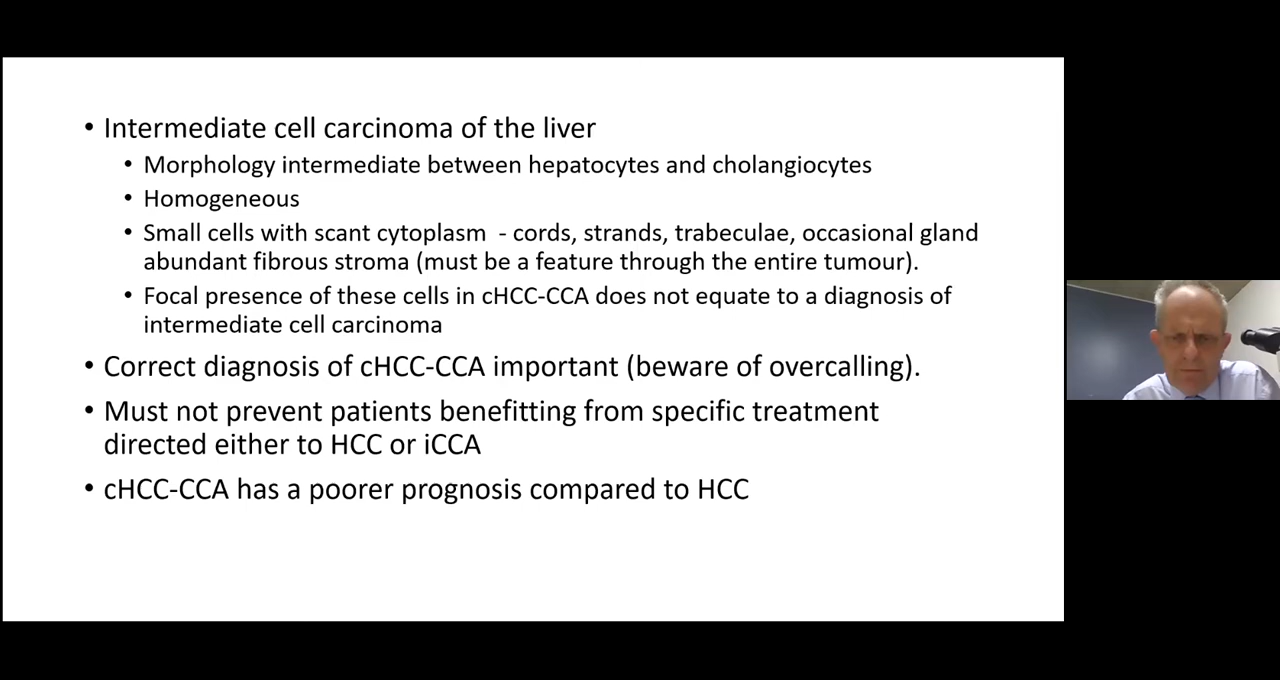 • Intermediate cell carcinoma of the liver
• Morphology intermediate between hepatocytes and cholangiocytes
• Homogeneous
• Small cells with scant cytoplasm - cords, strands, trabeculae, occasional gland
abundant fibrous stroma (must be a feature through the entire tumour).
• Focal presence of these cells in cHCC-CCA does not equate to a diagnosis of
intermediate cell carcinoma
• Correct diagnosis of cHCC-CCA important (beware of overcalling).
• Must not prevent patients benefitting from specific treatment
directed either to HCC or iCCA
• cHCC-CCA has a poorer prognosis compared to HCC